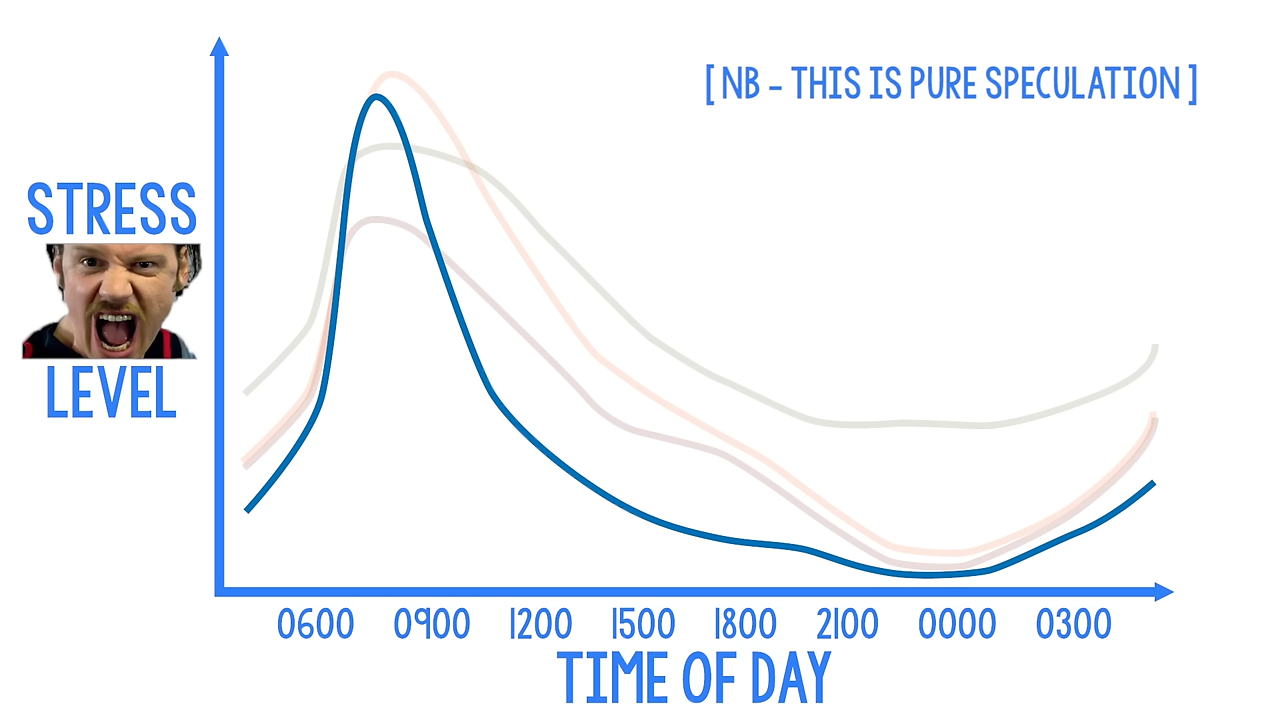 [ NB - THIS IS PURE SPECULATION ]
STRESS
LEVEL
0600 0900 1200 1500 1800 2100 0000 0300
TIME OF DAY